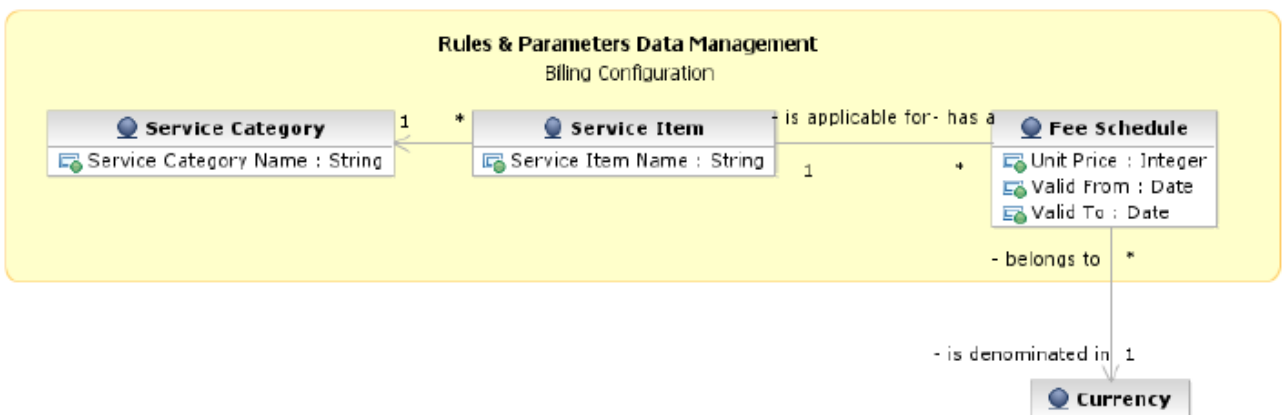 Rules & Parameters Data Management
Biling Configuration
Service Category
Service Category Name : String
1
*
Service Item
Service Item Name : String
- is applicable for
- has a
1
*
Fee Schedule
Unit Price : Integer
Valid From : Date
Valid To : Date
- belongs to
*
- is denominated in
1
Currency